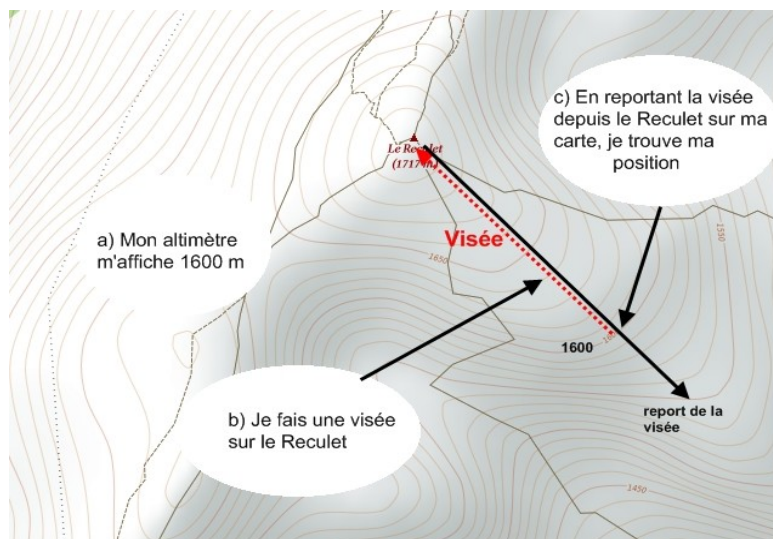 c) En reportant la visée
depuis le Reculet sur ma
carte, je trouve ma
position
Le Reculet
(1717 m)
a) Mon altimètre
m'affiche 1600 m
Visée
1650
1550
1600
b) Je fais une visée
sur le Reculet
report de la
visée
1450